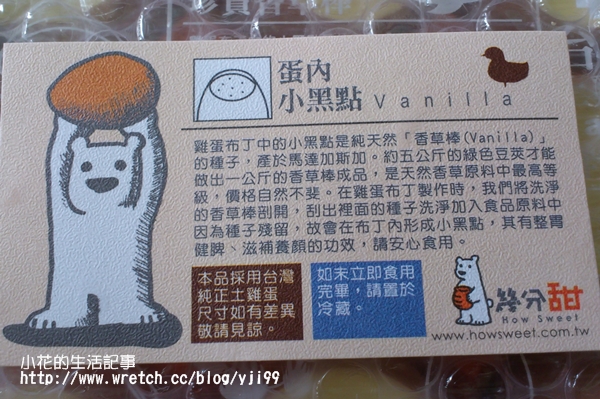 蛋內
小黑點 Vanilla
雞蛋布丁中的小黑點是純天然「香草棒(Vanilla)」
的種子，產於馬達加斯加。約五公斤的綠色豆莢才能
做出一公斤的香草棒成品，是天然香草原料中最高等
級，價格自然不斐。在雞蛋布丁製作時，我們將洗淨
的香草棒剖開，刮出裡面的種子洗淨加入食品原料中
因為種子殘留，故會在布丁內形成小黑點，其有整胃
健脾、滋補養顏的功效，請安心食用。
本品採用台灣
純正土雞蛋
尺寸如有差異
敬請見諒。
如未立即食用
完畢，請置於
冷藏。
幾分甜
How Sweet
www.howsweet.com.tw
小花的生活記事
http://www.wretch.cc/blog/yji99